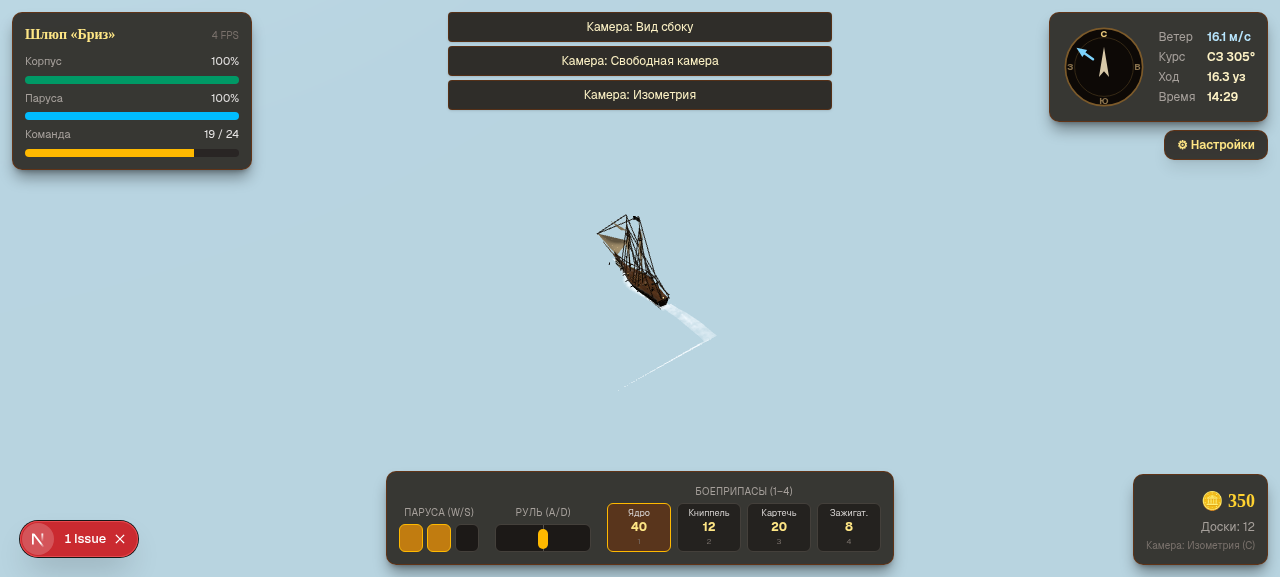 Шлюп «Бриз»
4 FPS
Корпус
100%
Паруса
100%
Команда
19 / 24
Камера: Вид сбоку
Камера: Свободная камера
Камера: Изометрия
С
З
В
Ю
Ветер
16.1 м/с
Курс
СЗ 305°
Ход
16.3 уз
Время
14:29
⚙ Настройки
ПАРУСА (W/S)
РУЛЬ (A/D)
БОЕПРИПАСЫ (1–4)
Ядро
40
1
Книппель
12
2
Картечь
20
3
Зажигат.
8
4
N
1 Issue
350
Доски: 12
Камера: Изометрия (C)